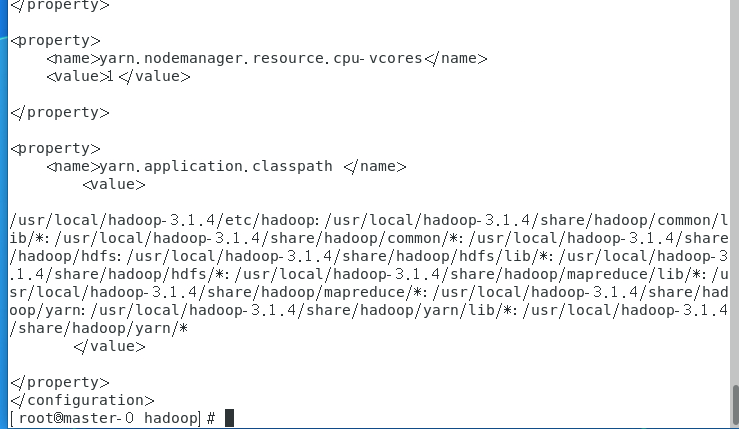 </property>
<property>
<name>yarn.nodemanager.resource.cpu-vcores</name>
<value>1</value>
</property>
<property>
<name>yarn.application.classpath </name>
<value>
/usr/local/hadoop-3.1.4/etc/hadoop:/usr/local/hadoop-3.1.4/share/hadoop/common/l
ib/*:/usr/local/hadoop-3.1.4/share/hadoop/common/*:/usr/local/hadoop-3.1.4/share
/hadoop/hdfs:/usr/local/hadoop-3.1.4/share/hadoop/hdfs/lib/*:/usr/local/hadoop-3
.1.4/share/hadoop/hdfs/*:/usr/local/hadoop-3.1.4/share/hadoop/mapreduce/lib/*:/u
sr/local/hadoop-3.1.4/share/hadoop/mapreduce/*:/usr/local/hadoop-3.1.4/share/had
oop/yarn:/usr/local/hadoop-3.1.4/share/hadoop/yarn/lib/*:/usr/local/hadoop-3.1.4
/share/hadoop/yarn/*
</value>
</property>
</configuration>
[root@master-0 hadoop]#